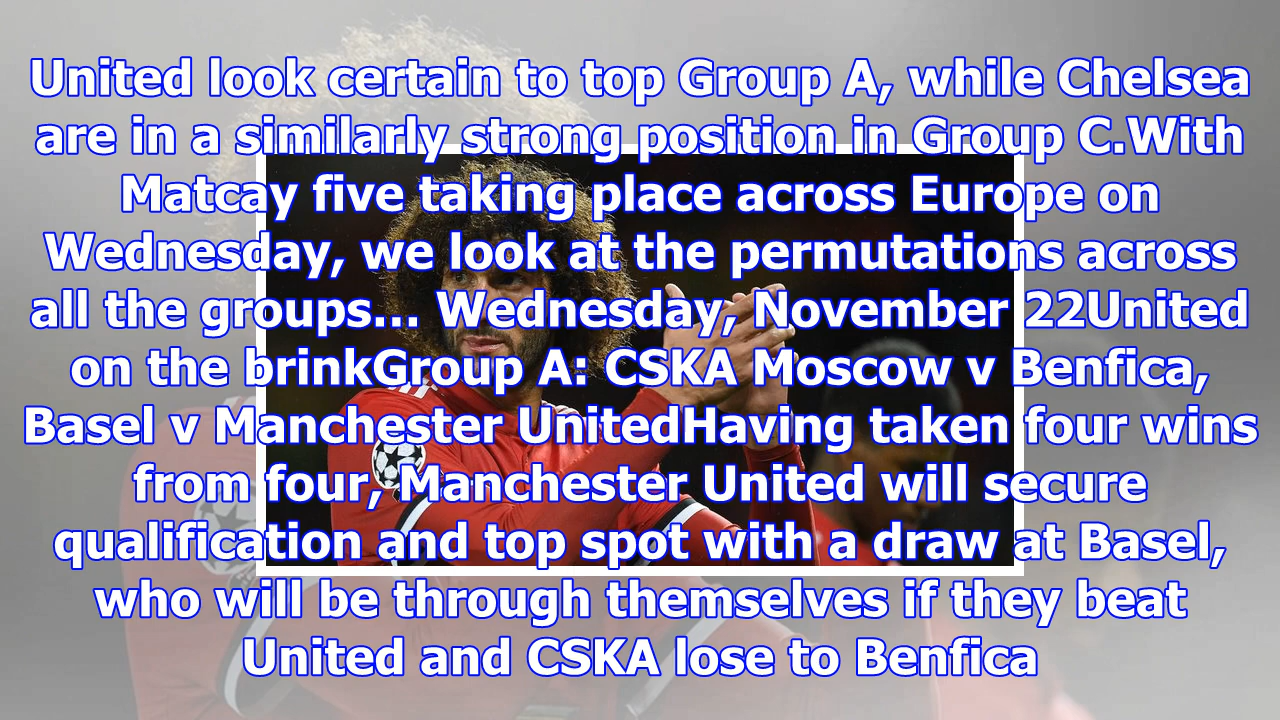 United look certain to top Group A, while Chelsea
are in a similarly strong position in Group C.With
Matcay five taking place across Europe on
Wednesday, we look at the permutations across
all the groups... Wednesday, November 22United
on the brinkGroup A: CSKA Moscow v Benfica,
Basel v Manchester UnitedHaving taken four wins
from four, Manchester United will secure
qualification and top spot with a draw at Basel,
who will be through themselves if they beat
United and CSKA lose to Benfica